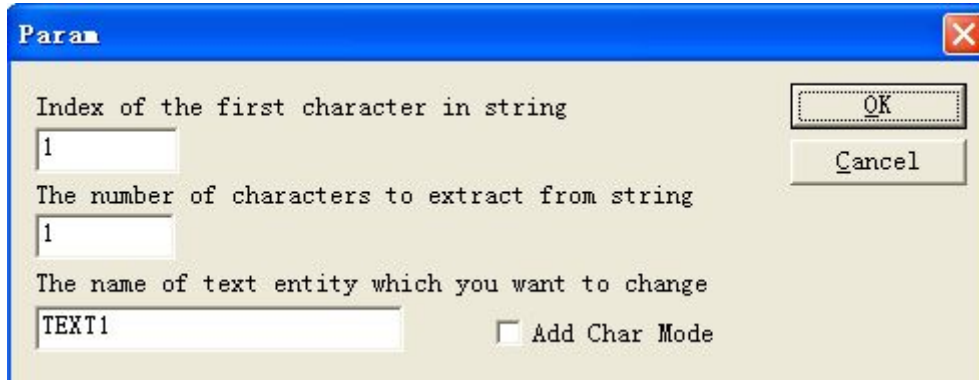 Param
Index of the first character in string
OK
1
Cancel
The number of characters to extract from string
1
The name of text entity which you want to change
TEXT1
Add Char Mode